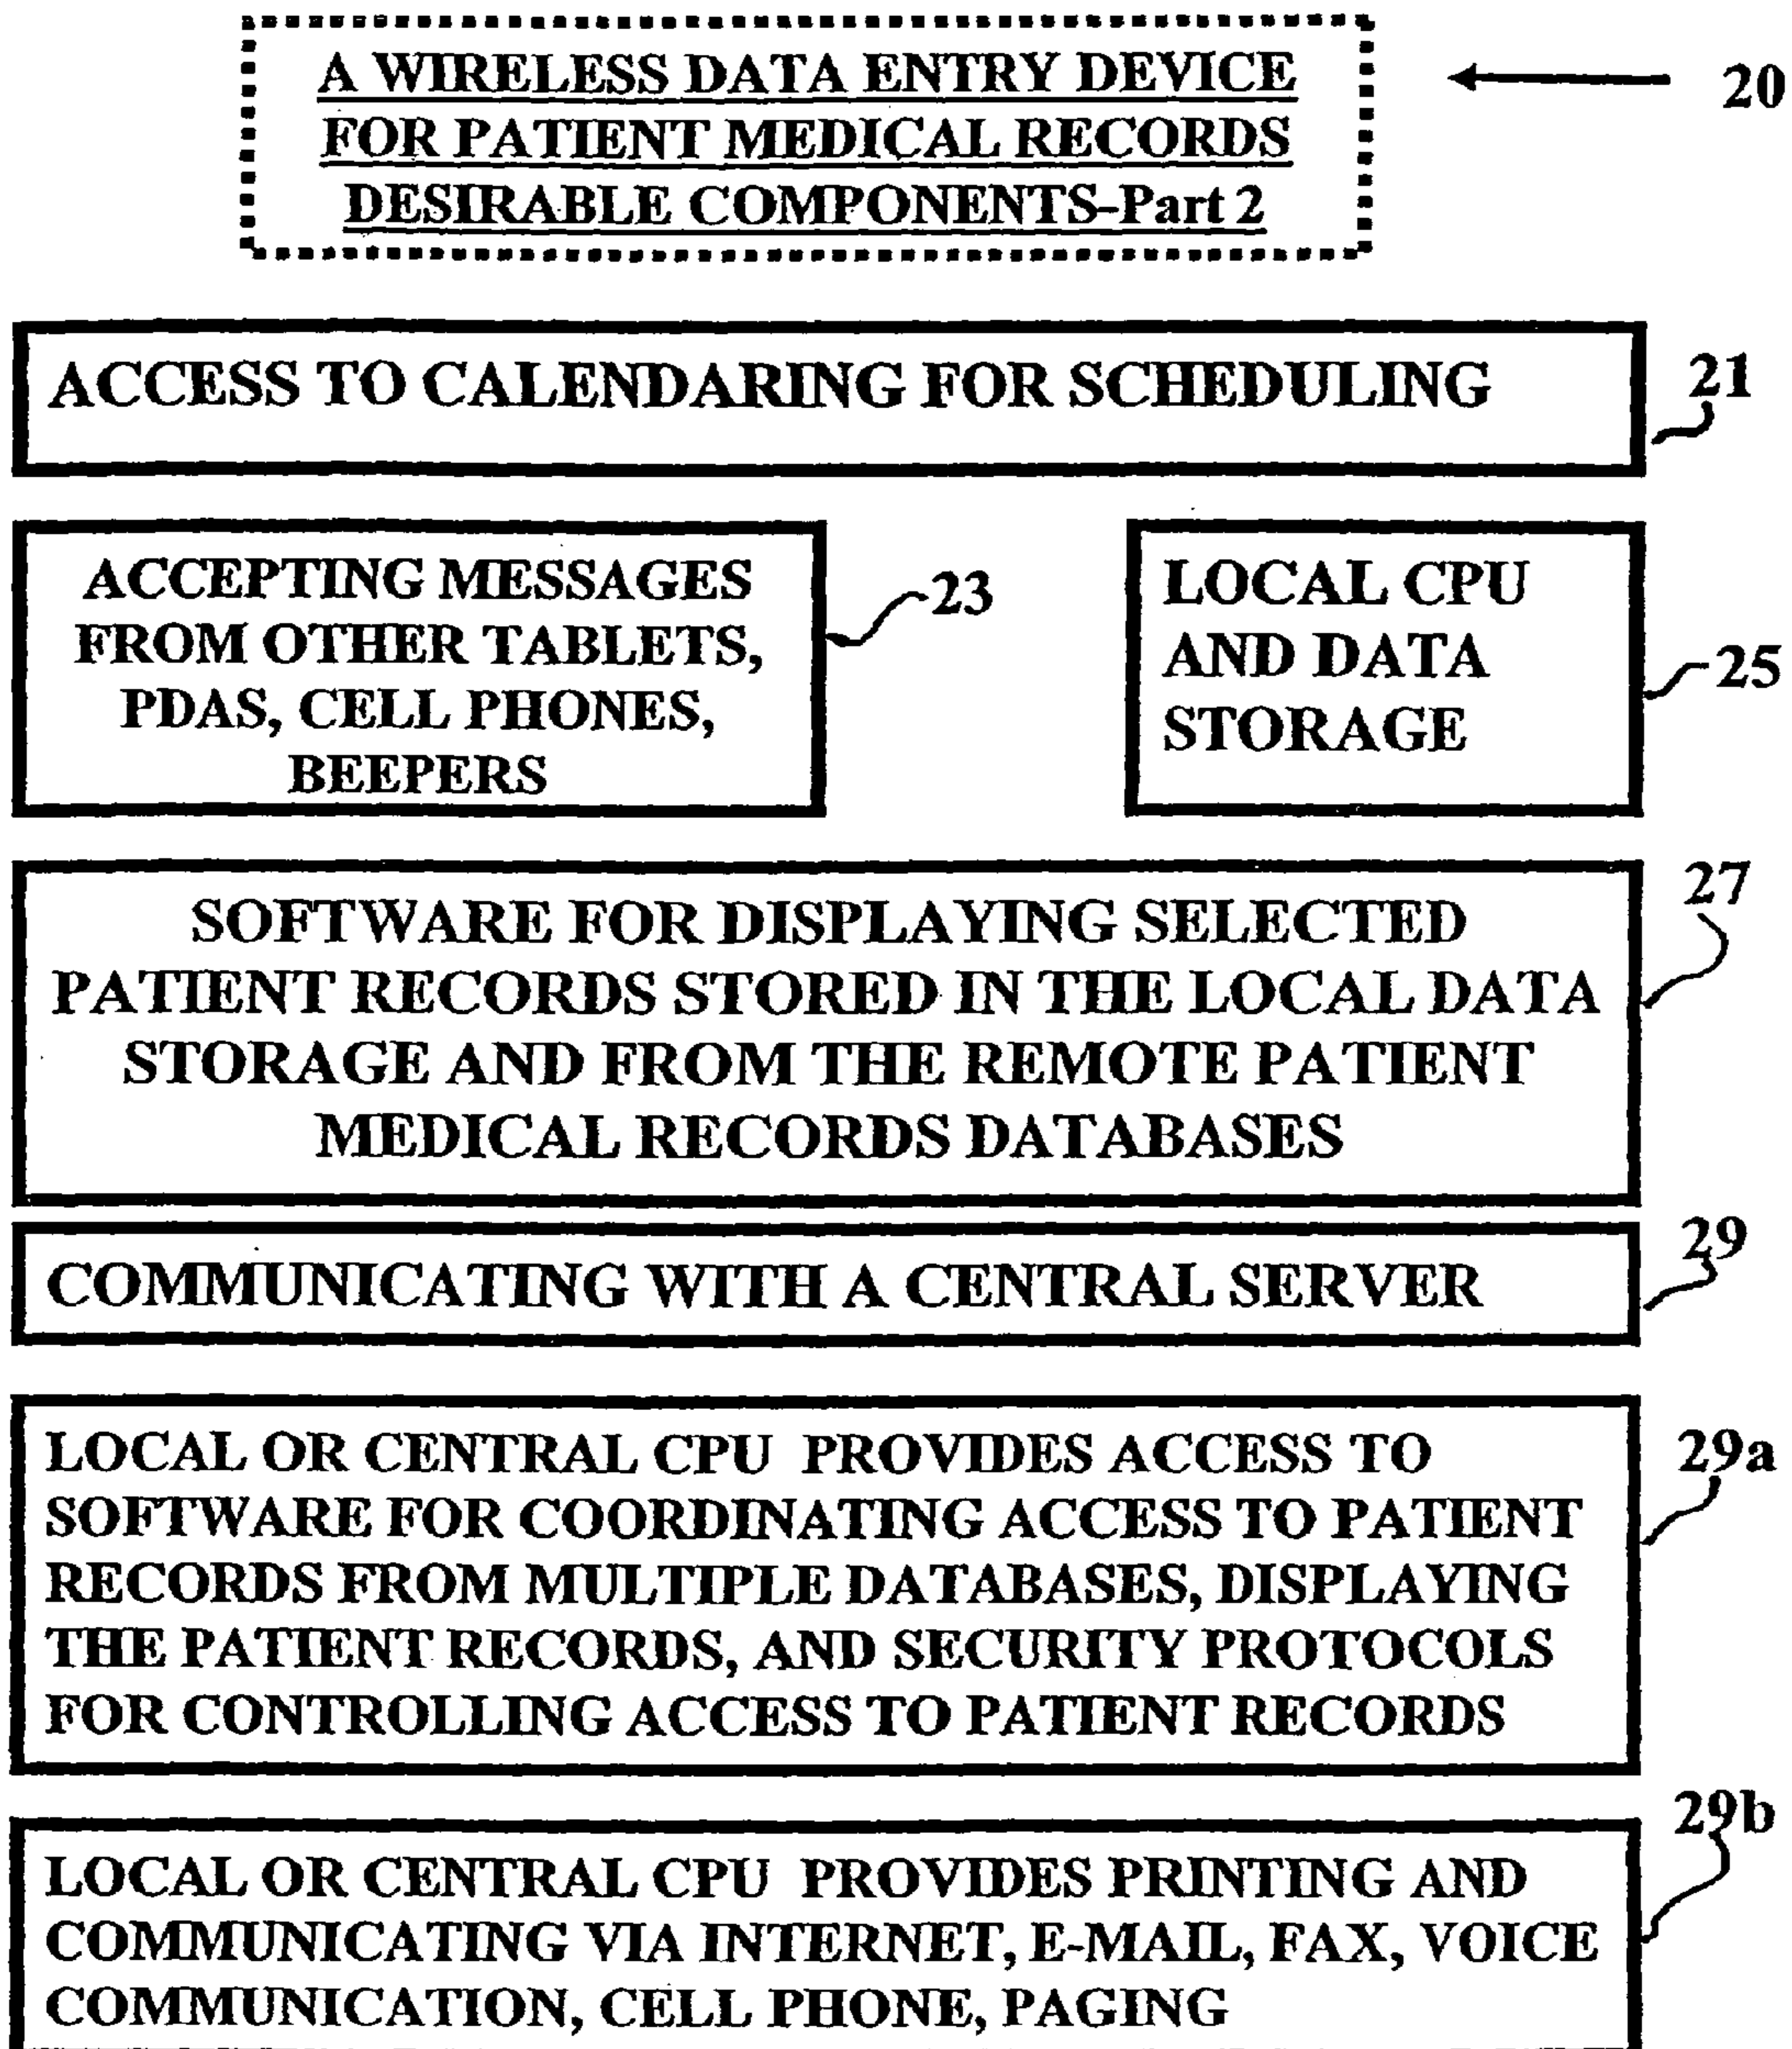 A WIRELESS DATA ENTRY DEVICE
FOR PATIENT MEDICAL RECORDS
DESIRABLE COMPONENTS-Part 2
20
ACCESS TO CALENDARING FOR SCHEDULING
21
ACCEPTING MESSAGES
FROM OTHER TABLETS,
PDAS, CELL PHONES,
BEEPERS
23
LOCAL CPU
AND DATA
STORAGE
25
SOFTWARE FOR DISPLAYING SELECTED
PATIENT RECORDS STORED IN THE LOCAL DATA
STORAGE AND FROM THE REMOTE PATIENT
MEDICAL RECORDS DATABASES
27
COMMUNICATING WITH A CENTRAL SERVER
29
LOCAL OR CENTRAL CPU PROVIDES ACCESS TO
SOFTWARE FOR COORDINATING ACCESS TO PATIENT
RECORDS FROM MULTIPLE DATABASES, DISPLAYING
THE PATIENT RECORDS, AND SECURITY PROTOCOLS
FOR CONTROLLING ACCESS TO PATIENT RECORDS
29a
LOCAL OR CENTRAL CPU PROVIDES PRINTING AND
COMMUNICATING VIA INTERNET, E-MAIL, FAX, VOICE
COMMUNICATION, CELL PHONE, PAGING
29b